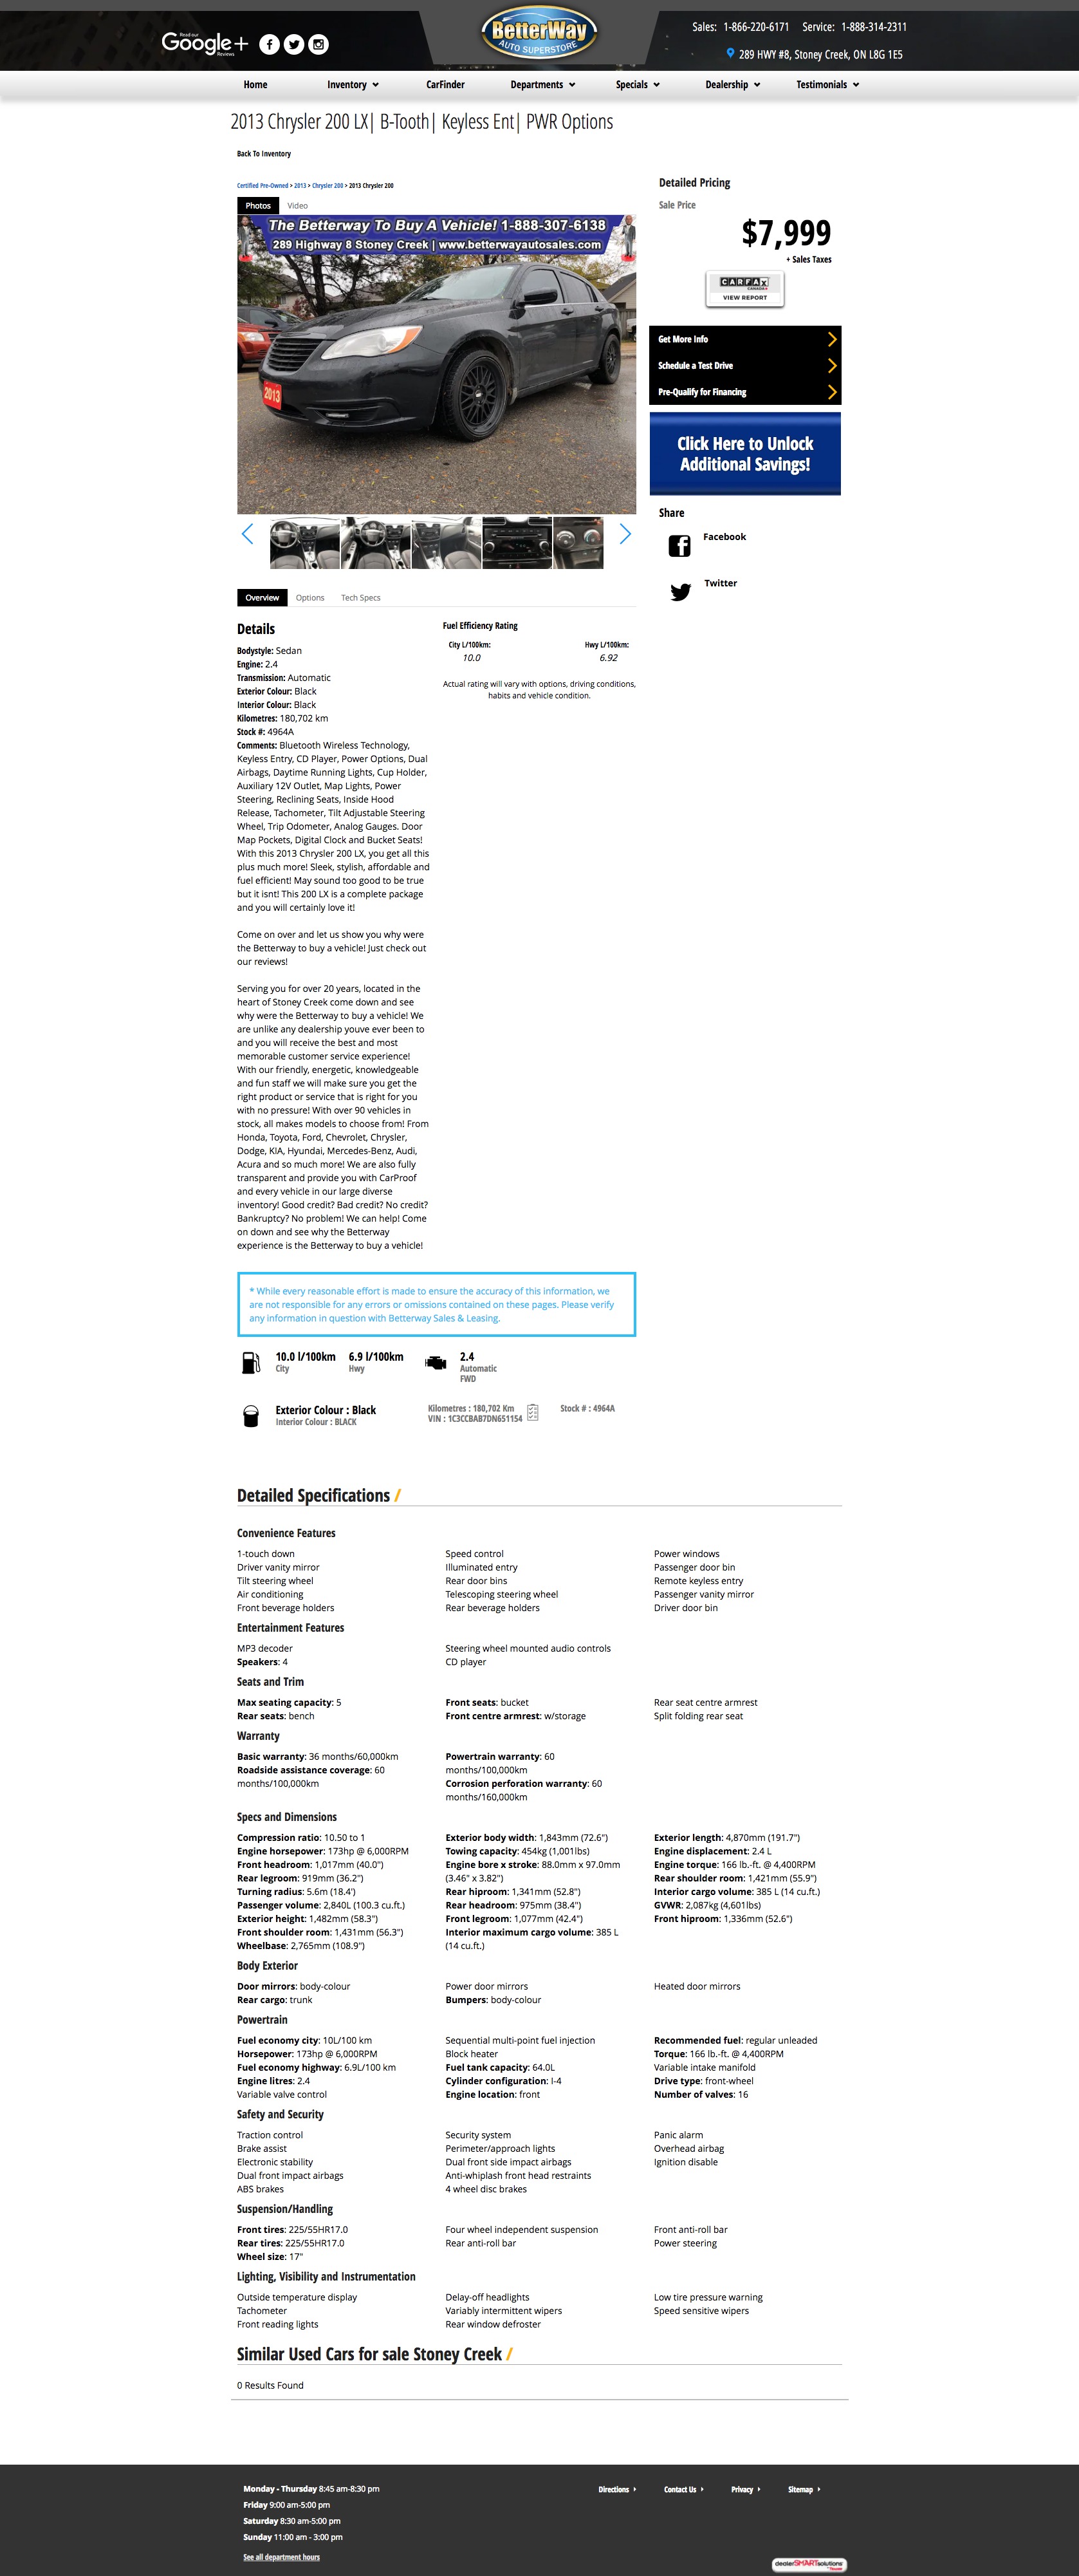 Read our
Google+
Reviews
BetterWay
AUTO SUPERSTORE
Sales: 1-866-220-6171 Service: 1-888-314-2311
289 HWY #8, Stoney Creek, ON L8G 1E5
Home Inventory CarFinder Departments Specials Dealership Testimonials
2013 Chrysler 200 LX| B-Tooth| Keyless Ent| PWR Options
Back To Inventory
Certified Pre-Owned > 2013 > Chrysler 200 > 2013 Chrysler 200
Photos Video
The Betterway To Buy A Vehicle! 1-888-307-6138
289 Highway 8 Stoney Creek | www.betterwayautosales.com
2013
Detailed Pricing
Sale Price
$7,999
+ Sales Taxes
CARFAX
CANADA
VIEW REPORT
Get More Info
Schedule a Test Drive
Pre-Qualify for Financing
Click Here to Unlock
Additional Savings!
Share
Facebook
Twitter
Overview Options Tech Specs
Details
Bodystyle: Sedan
Engine: 2.4
Transmission: Automatic
Exterior Colour: Black
Interior Colour: Black
Kilometres: 180,702 km
Stock #: 4964A
Comments: Bluetooth Wireless Technology,
Keyless Entry, CD Player, Power Options, Dual
Airbags, Daytime Running Lights, Cup Holder,
Auxiliary 12V Outlet, Map Lights, Power
Steering, Reclining Seats, Inside Hood
Release, Tachometer, Tilt Adjustable Steering
Wheel, Trip Odometer, Analog Gauges. Door
Map Pockets, Digital Clock and Bucket Seats!
With this 2013 Chrysler 200 LX, you get all this
plus much more! Sleek, stylish, affordable and
fuel efficient! May sound too good to be true
but it isnt! This 200 LX is a complete package
and you will certainly love it!
Come on over and let us show you why were
the Betterway to buy a vehicle! Just check out
our reviews!
Serving you for over 20 years, located in the
heart of Stoney Creek come down and see
why were the Betterway to buy a vehicle! We
are unlike any dealership youve ever been to
and you will receive the best and most
memorable customer service experience!
With our friendly, energetic, knowledgeable
and fun staff we will make sure you get the
right product or service that is right for you
with no pressure! With over 90 vehicles in
stock, all makes models to choose from! From
Honda, Toyota, Ford, Chevrolet, Chrysler,
Dodge, KIA, Hyundai, Mercedes-Benz, Audi,
Acura and so much more! We are also fully
transparent and provide you with CarProof
and every vehicle in our large diverse
inventory! Good credit? Bad credit? No credit?
Bankruptcy? No problem! We can help! Come
on down and see why the Betterway
experience is the Betterway to buy a vehicle!
Fuel Efficiency Rating
City L/100km: Hwy L/100km:
10.0 6.92
Actual rating will vary with options, driving conditions,
habits and vehicle condition.
* While every reasonable effort is made to ensure the accuracy of this information, we
are not responsible for any errors or omissions contained on these pages. Please verify
any information in question with Betterway Sales & Leasing.
10.0 l/100km 6.9 l/100km 2.4
City Hwy Automatic
FWD
Exterior Colour : Black
Interior Colour : BLACK
Kilometres : 180,702 Km
VIN : 1C3CCBAB7DN651154
Stock # : 4964A
Detailed Specifications /
Convenience Features
1-touch down Speed control Power windows
Driver vanity mirror Illuminated entry Passenger door bin
Tilt steering wheel Rear door bins Remote keyless entry
Air conditioning Telescoping steering wheel Passenger vanity mirror
Front beverage holders Rear beverage holders Driver door bin
Entertainment Features
MP3 decoder Steering wheel mounted audio controls
Speakers: 4 CD player
Seats and Trim
Max seating capacity: 5 Front seats: bucket Rear seat centre armrest
Rear seats: bench Front centre armrest: w/storage Split folding rear seat
Warranty
Basic warranty: 36 months/60,000km
Roadside assistance coverage: 60
months/100,000km
Powertrain warranty: 60
months/100,000km
Corrosion perforation warranty: 60
months/160,000km
Specs and Dimensions
Compression ratio: 10.50 to 1
Engine horsepower: 173hp @ 6,000RPM
Front headroom: 1,017mm (40.0")
Rear legroom: 919mm (36.2")
Turning radius: 5.6m (18.4')
Passenger volume: 2,840L (100.3 cu.ft.)
Exterior height: 1,482mm (58.3")
Front shoulder room: 1,431mm (56.3")
Wheelbase: 2,765mm (108.9")
Exterior body width: 1,843mm (72.6")
Towing capacity: 454kg (1,001lbs)
Engine bore x stroke: 88.0mm x 97.0mm
(3.46" x 3.82")
Rear hiproom: 1,341mm (52.8")
Rear headroom: 975mm (38.4")
Front legroom: 1,077mm (42.4")
Interior maximum cargo volume: 385 L
(14 cu.ft.)
Exterior length: 4,870mm (191.7")
Engine displacement: 2.4 L
Engine torque: 166 lb.-ft. @ 4,400RPM
Rear shoulder room: 1,421mm (55.9")
Interior cargo volume: 385 L (14 cu.ft.)
GVWR: 2,087kg (4,601lbs)
Front hiproom: 1,336mm (52.6")
Body Exterior
Door mirrors: body-colour Power door mirrors Heated door mirrors
Rear cargo: trunk Bumpers: body-colour
Powertrain
Fuel economy city: 10L/100 km Sequential multi-point fuel injection Recommended fuel: regular unleaded
Horsepower: 173hp @ 6,000RPM Block heater Torque: 166 lb.-ft. @ 4,400RPM
Fuel economy highway: 6.9L/100 km Fuel tank capacity: 64.0L Variable intake manifold
Engine litres: 2.4 Cylinder configuration: I-4 Drive type: front-wheel
Variable valve control Engine location: front Number of valves: 16
Safety and Security
Traction control Security system Panic alarm
Brake assist Perimeter/approach lights Overhead airbag
Electronic stability Dual front side impact airbags Ignition disable
Dual front impact airbags Anti-whiplash front head restraints
ABS brakes 4 wheel disc brakes
Suspension/Handling
Front tires: 225/55HR17.0 Four wheel independent suspension Front anti-roll bar
Rear tires: 225/55HR17.0 Rear anti-roll bar Power steering
Wheel size: 17"
Lighting, Visibility and Instrumentation
Outside temperature display Delay-off headlights Low tire pressure warning
Tachometer Variably intermittent wipers Speed sensitive wipers
Front reading lights Rear window defroster
Similar Used Cars for sale Stoney Creek /
0 Results Found
Monday - Thursday 8:45 am-8:30 pm
Friday 9:00 am-5:00 pm
Saturday 8:30 am-5:00 pm
Sunday 11:00 am - 3:00 pm
See all department hours
Directions Contact Us Privacy Sitemap
dealerSMARTsolutions